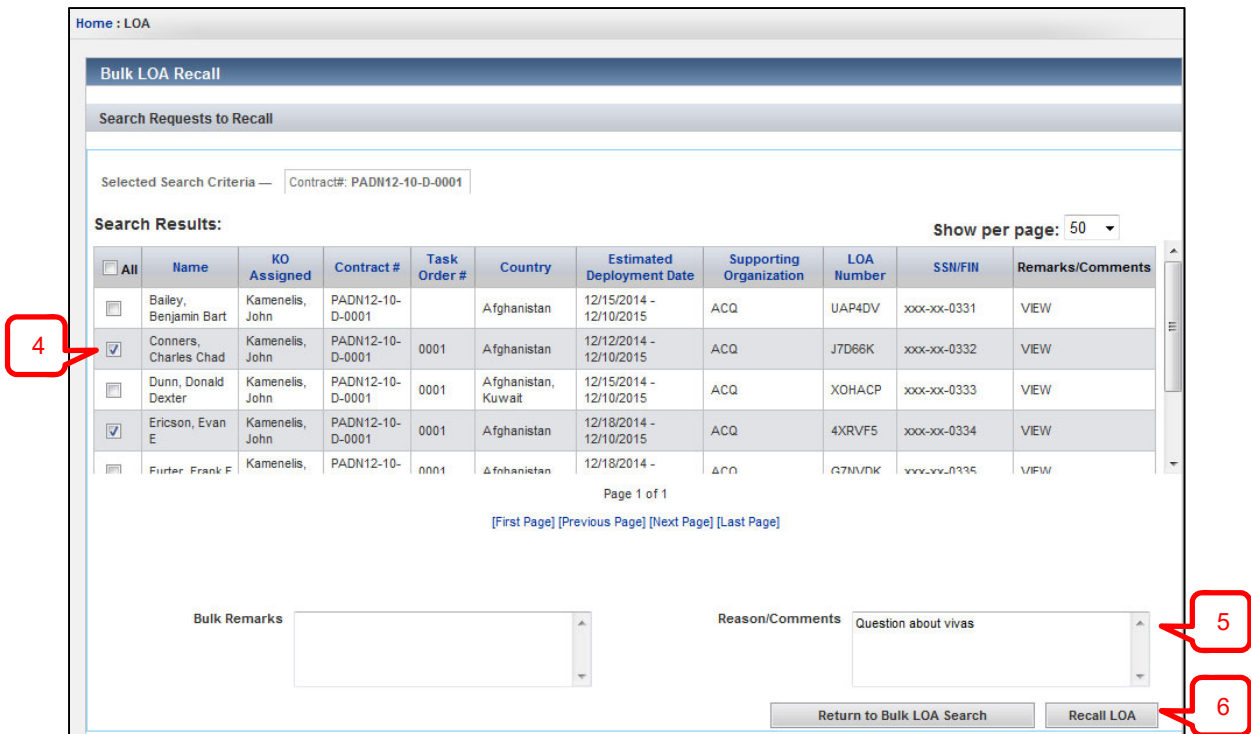 Home : LOA
Bulk LOA Recall
Search Requests to Recall
Selected Search Criteria — Contract#: PADN12-10-D-0001
Search Results:
Show per page: 50
All Name KO Assigned Contract # Task Order # Country Estimated Deployment Date Supporting Organization LOA Number SSN/FIN Remarks/Comments
Bailey, Benjamin Bart Kamenelis, John PADN12-10-D-0001 Afghanistan 12/15/2014 - 12/10/2015 ACQ UAP4DV xxx-xx-0331 VIEW
4
Conners, Charles Chad Kamenelis, John PADN12-10-D-0001 0001 Afghanistan 12/12/2014 - 12/10/2015 ACQ J7D66K xxx-xx-0332 VIEW
Dunn, Donald Dexter Kamenelis, John PADN12-10-D-0001 0001 Afghanistan, Kuwait 12/15/2014 - 12/10/2015 ACQ XOHACP xxx-xx-0333 VIEW
Ericson, Evan E Kamenelis, John PADN12-10-D-0001 0001 Afghanistan 12/18/2014 - 12/10/2015 ACQ 4XRVF5 xxx-xx-0334 VIEW
Furter, Frank F Kamenelis, PADN12-10- 0001 Afghanistan 12/18/2014 - ACQ G7NVDK xxx-xx-0335 VIEW
Page 1 of 1
[First Page] [Previous Page] [Next Page] [Last Page]
Bulk Remarks
Reason/Comments Question about vivas
5
Return to Bulk LOA Search Recall LOA
6